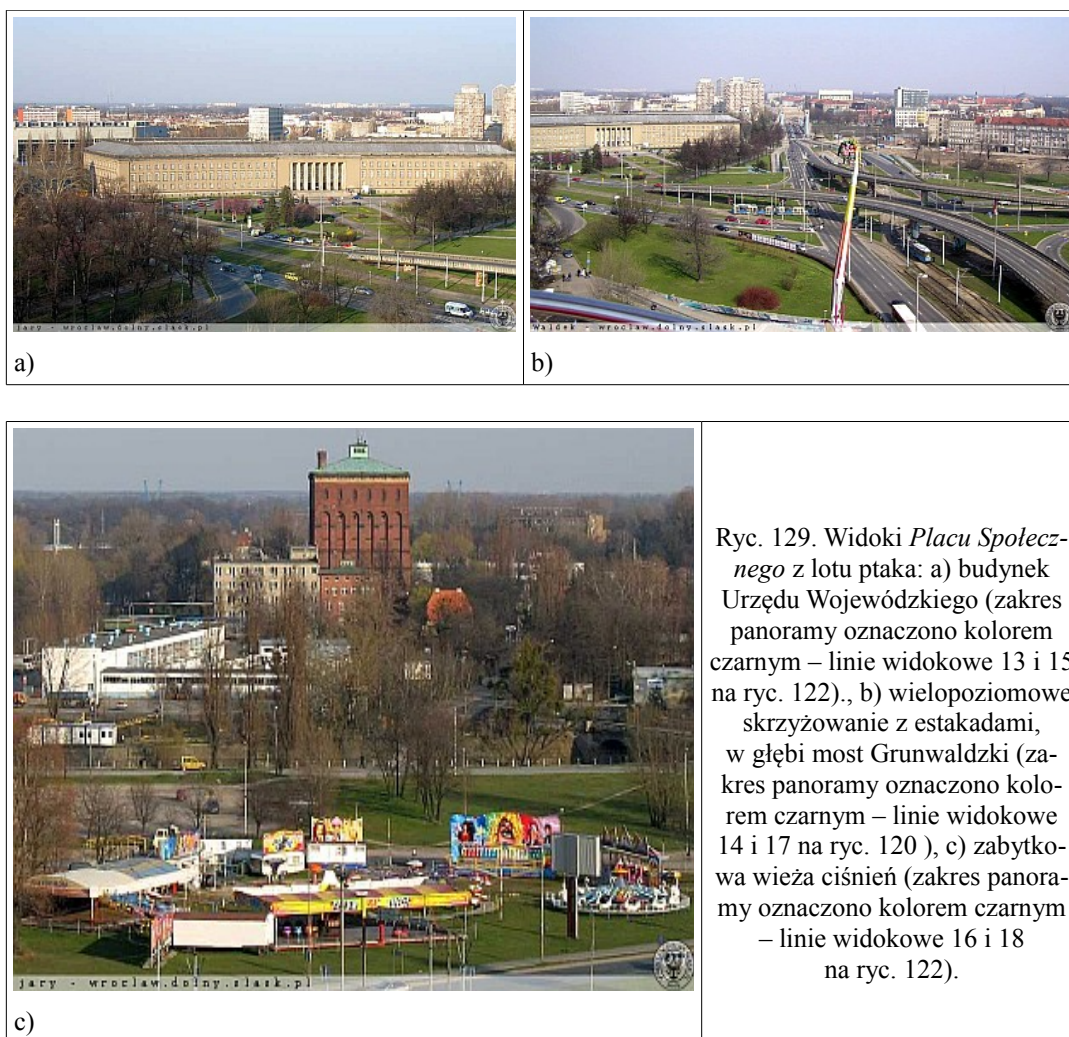 jary - wroclaw.dolny.slask.pl
Waldek - wroclaw.dolny.slask.pl
a)
b)
jary - wroclaw.dolny.slask.pl
c)
Ryc. 129. Widoki Placu Społecz-
nego z lotu ptaka: a) budynek
Urzędu Wojewódzkiego (zakres
panoramy oznaczono kolorem
czarnym – linie widokowe 13 i 15
na ryc. 122)., b) wielopoziomowe
skrzyżowanie z estakadami,
w głębi most Grunwaldzki (za-
kres panoramy oznaczono kolo-
rem czarnym – linie widokowe
14 i 17 na ryc. 120 ), c) zabytko-
wa wieża ciśnień (zakres panora-
my oznaczono kolorem czarnym
– linie widokowe 16 i 18
na ryc. 122).